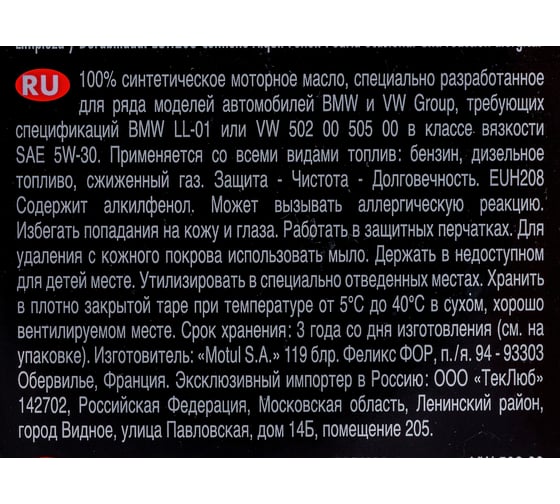 RU 100% синтетическое моторное масло, специально разработанное
для ряда моделей автомобилей BMW и VW Group, требующих
спецификаций BMW LL-01 или VW 502 00 505 00 в классе вязкости
SAE 5W-30. Применяется со всеми видами топлив: бензин, дизельное
топливо, сжиженный газ. Защита - Чистота - Долговечность. EUH208
Содержит алкилфенол. Может вызывать аллергическую реакцию.
Избегать попадания на кожу и глаза. Работать в защитных перчатках. Для
удаления с кожного покрова использовать мыло. Держать в недоступном
для детей месте. Утилизировать в специально отведенных местах. Хранить
в плотно закрытой таре при температуре от 5°C до 40°C в сухом, хорошо
вентилируемом месте. Срок хранения: 3 года со дня изготовления (см. на
упаковке). Изготовитель: «Motul S.A.» 119 блр. Феликс ФОР, п./я. 94 - 93303
Обервилье, Франция. Эксклюзивный импортер в Россию: ООО «ТекЛюб»
142702, Российская Федерация, Московская область, Ленинский район,
город Видное, улица Павловская, дом 14Б, помещение 205.